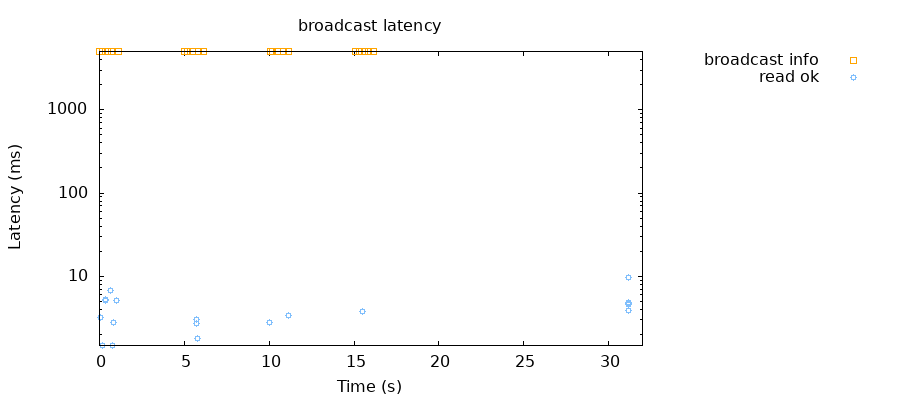 broadcast latency
broadcast info
read ok
1000
100
10
Latency (ms)
0 5 10 15 20 25 30
Time (s)